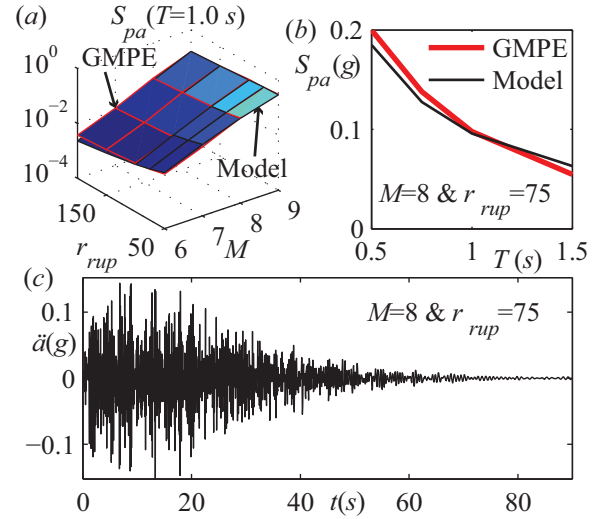 (a) S_pa(T=1.0 s)
GMPE
10^0
10^-2
10^-4
Model
150
50
r_rup
6 7 8 9
M
(b)
0.2
S_pa(g)
GMPE
Model
0.1
M=8 & r_rup=75
0
0.5 1 1.5
T (s)
(c)
M=8 & r_rup=75
0.1
ä(g)
0
−0.1
0 20 40 60 80
t(s)